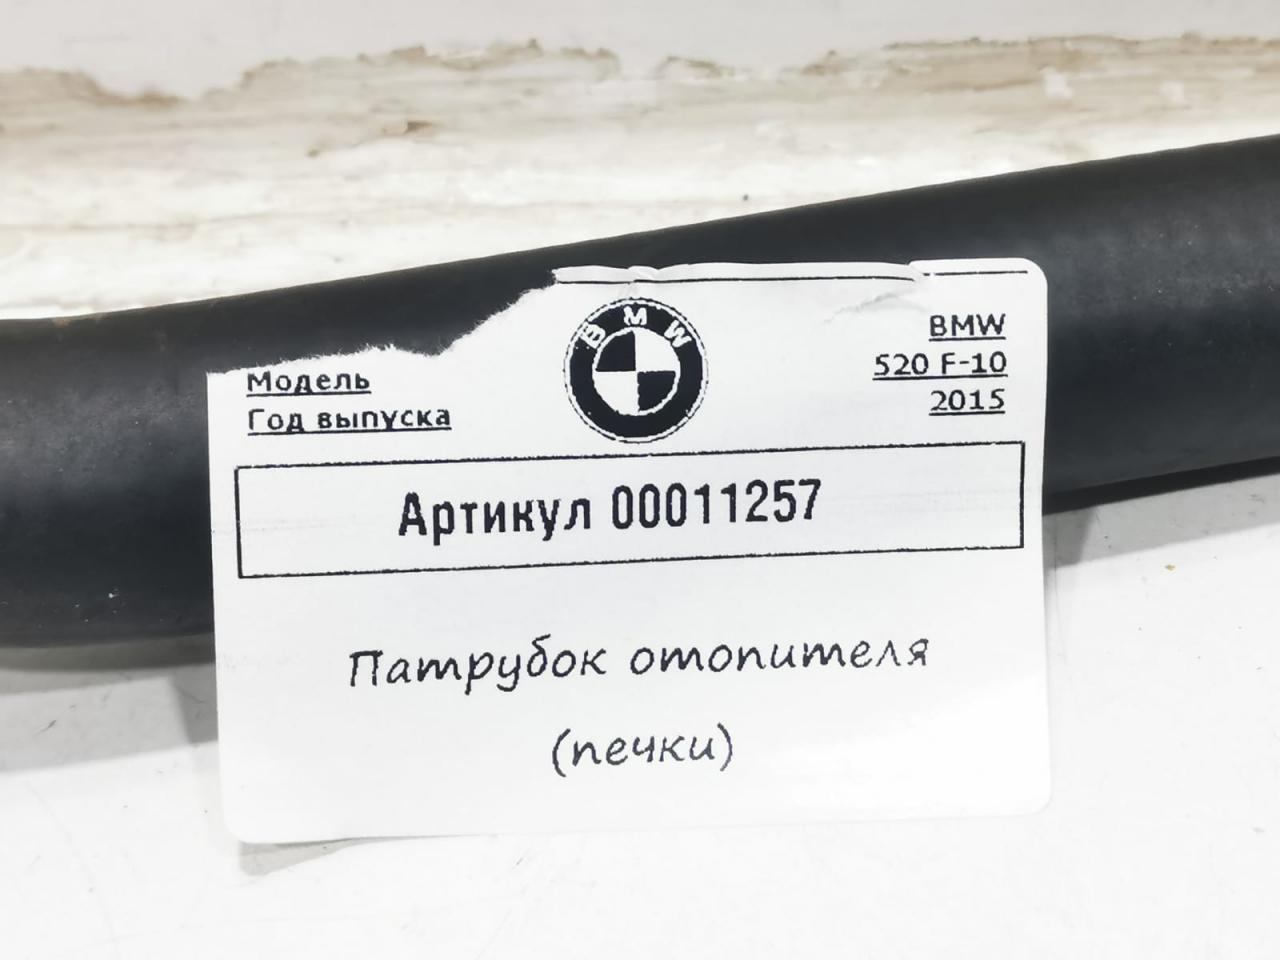 BMW
BMW
Модель 520 F-10
Год выпуска 2015
Артикул 00011257
Патрубок отопителя
(печки)